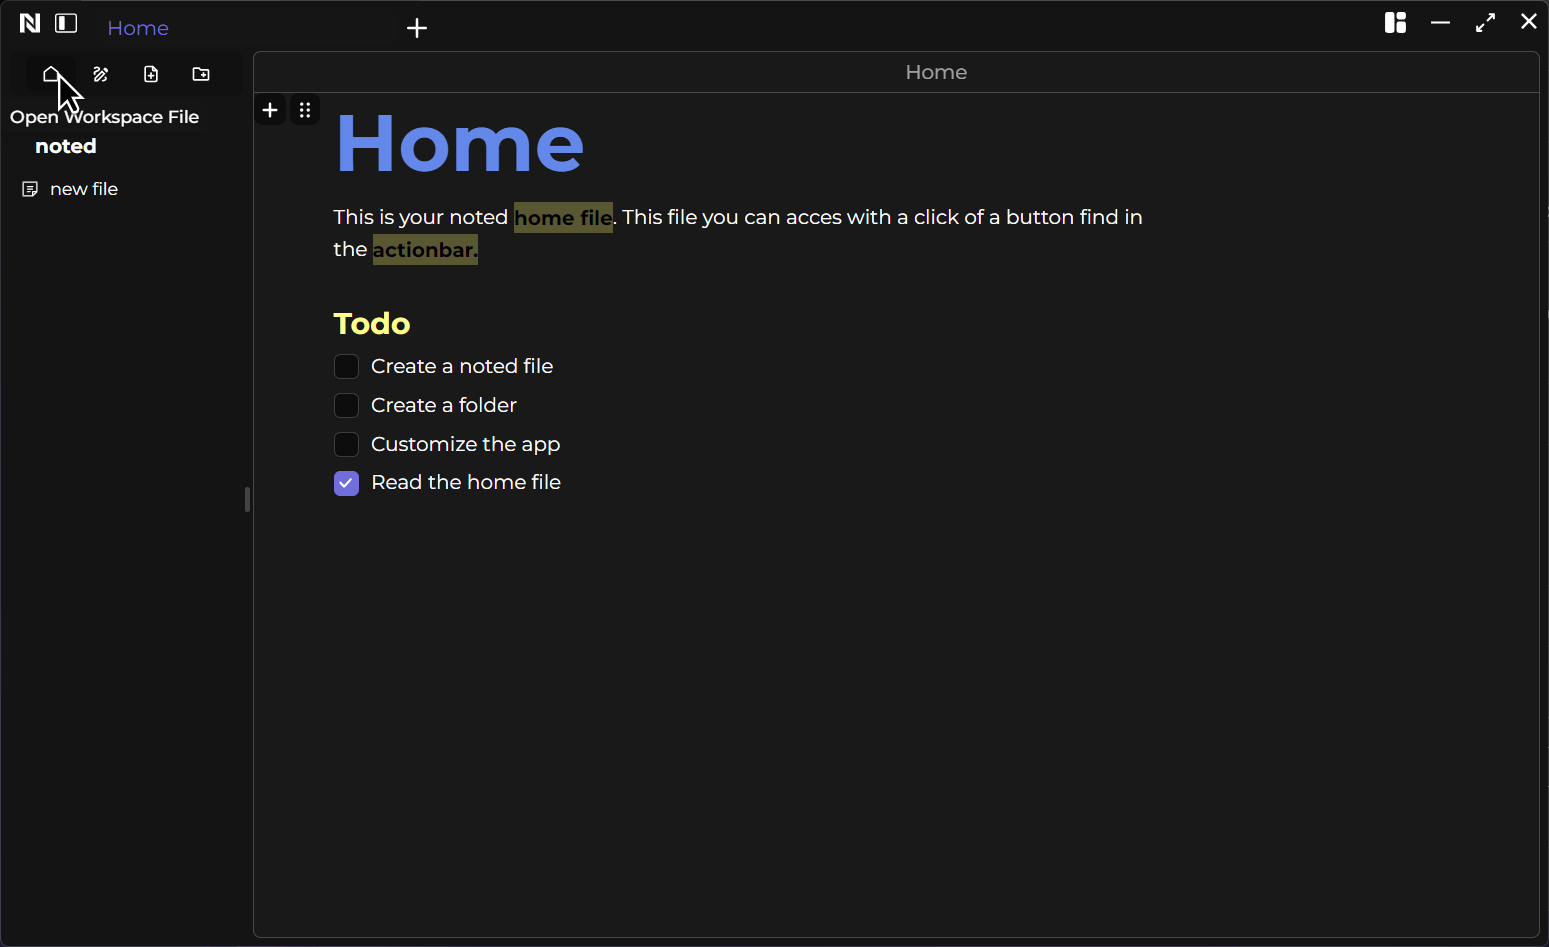 Home
Home
Open Workspace File
noted
new file
Home
This is your noted home file. This file you can acces with a click of a button find in
the actionbar.
Todo
Create a noted file
Create a folder
Customize the app
Read the home file